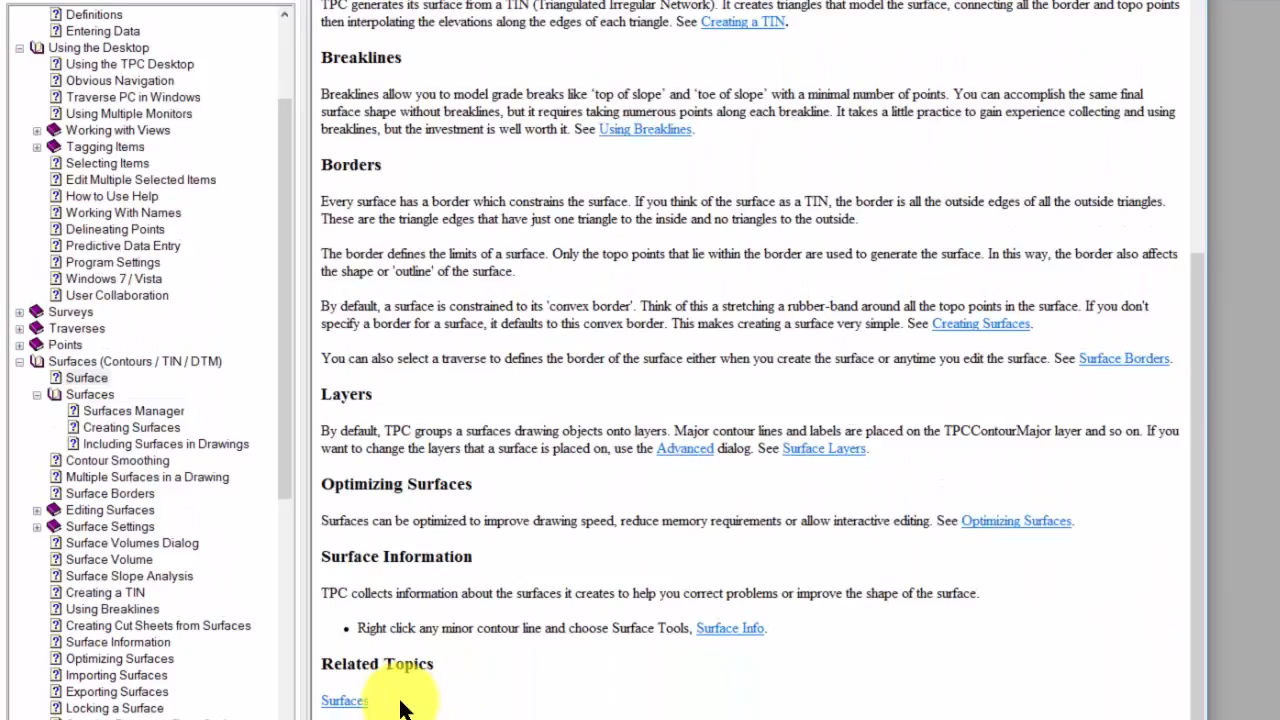 Definitions
Entering Data
Using the Desktop
Using the TPC Desktop
Obvious Navigation
Traverse PC in Windows
Using Multiple Monitors
Working with Views
Tagging Items
Selecting Items
Edit Multiple Selected Items
How to Use Help
Working With Names
Delineating Points
Predictive Data Entry
Program Settings
Windows 7 / Vista
User Collaboration
Surveys
Traverses
Points
Surfaces (Contours / TIN / DTM)
Surface
Surfaces
Surfaces Manager
Creating Surfaces
Including Surfaces in Drawings
Contour Smoothing
Multiple Surfaces in a Drawing
Surface Borders
Editing Surfaces
Surface Settings
Surface Volumes Dialog
Surface Volume
Surface Slope Analysis
Creating a TIN
Using Breaklines
Creating Cut Sheets from Surfaces
Surface Information
Optimizing Surfaces
Importing Surfaces
Exporting Surfaces
Locking a Surface
TPC generates its surface from a TIN (Triangulated Irregular Network). It creates triangles that model the surface, connecting all the border and topo points
then interpolating the elevations along the edges of each triangle. See Creating a TIN.
Breaklines
Breaklines allow you to model grade breaks like 'top of slope' and 'toe of slope' with a minimal number of points. You can accomplish the same final
surface shape without breaklines, but it requires taking numerous points along each breakline. It takes a little practice to gain experience collecting and using
breaklines, but the investment is well worth it. See Using Breaklines.
Borders
Every surface has a border which constrains the surface. If you think of the surface as a TIN, the border is all the outside edges of all the outside triangles.
These are the triangle edges that have just one triangle to the inside and no triangles to the outside.
The border defines the limits of a surface. Only the topo points that lie within the border are used to generate the surface. In this way, the border also affects
the shape or 'outline' of the surface.
By default, a surface is constrained to its 'convex border'. Think of this a stretching a rubber-band around all the topo points in the surface. If you don't
specify a border for a surface, it defaults to this convex border. This makes creating a surface very simple. See Creating Surfaces.
You can also select a traverse to defines the border of the surface either when you create the surface or anytime you edit the surface. See Surface Borders.
Layers
By default, TPC groups a surfaces drawing objects onto layers. Major contour lines and labels are placed on the TPCContourMajor layer and so on. If you
want to change the layers that a surface is placed on, use the Advanced dialog. See Surface Layers.
Optimizing Surfaces
Surfaces can be optimized to improve drawing speed, reduce memory requirements or allow interactive editing. See Optimizing Surfaces.
Surface Information
TPC collects information about the surfaces it creates to help you correct problems or improve the shape of the surface.
• Right click any minor contour line and choose Surface Tools, Surface Info.
Related Topics
Surfaces